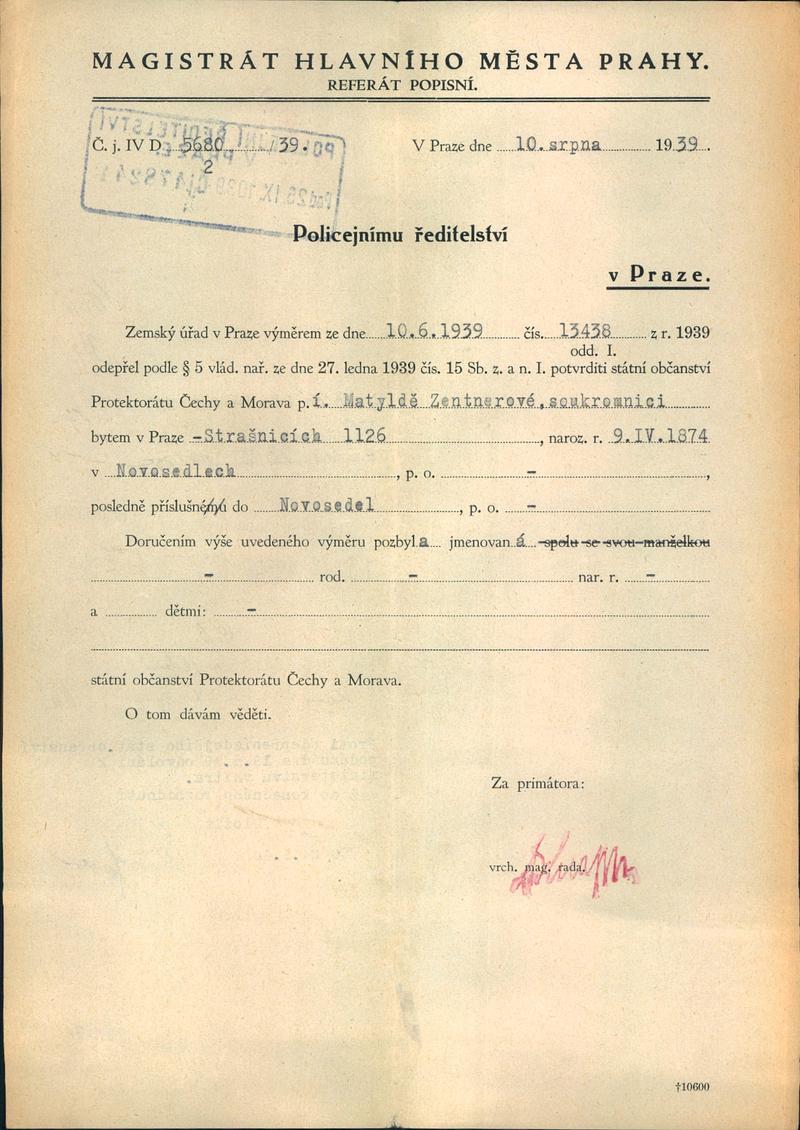 MAGISTRÁT HLAVNÍHO MĚSTA PRAHY.
REFERÁT POPISNÍ.
Č. j. IV D. 5680 / 39. V Praze dne 10. srpna 1939.
2
Policejnímu ředitelství
v Praze.
Zemský úřad v Praze výměrem ze dne 10.6.1939 čís. 13438 z r. 1939
odd. I.
odepřel podle § 5 vlád. nař. ze dne 27. ledna 1939 čís. 15 Sb. z. a n. I. potvrditi státní občanství
Protektorátu Čechy a Morava p.í. Matyldě Zentnerové, soukromnici
bytem v Praze -Strašnicích 1126, naroz. r. 9.IV.1874
v Novosedlech, p. o. -,
posledně příslušné/mu do Novosedel, p. o. -
Doručením výše uvedeného výměru pozbyla jmenovaná spolu se svou manželkou
- rod. - nar. r. -
a dětmi: -
státní občanství Protektorátu Čechy a Morava.
O tom dávám věděti.
Za primátora:
vrch. mag. rada.
†10600